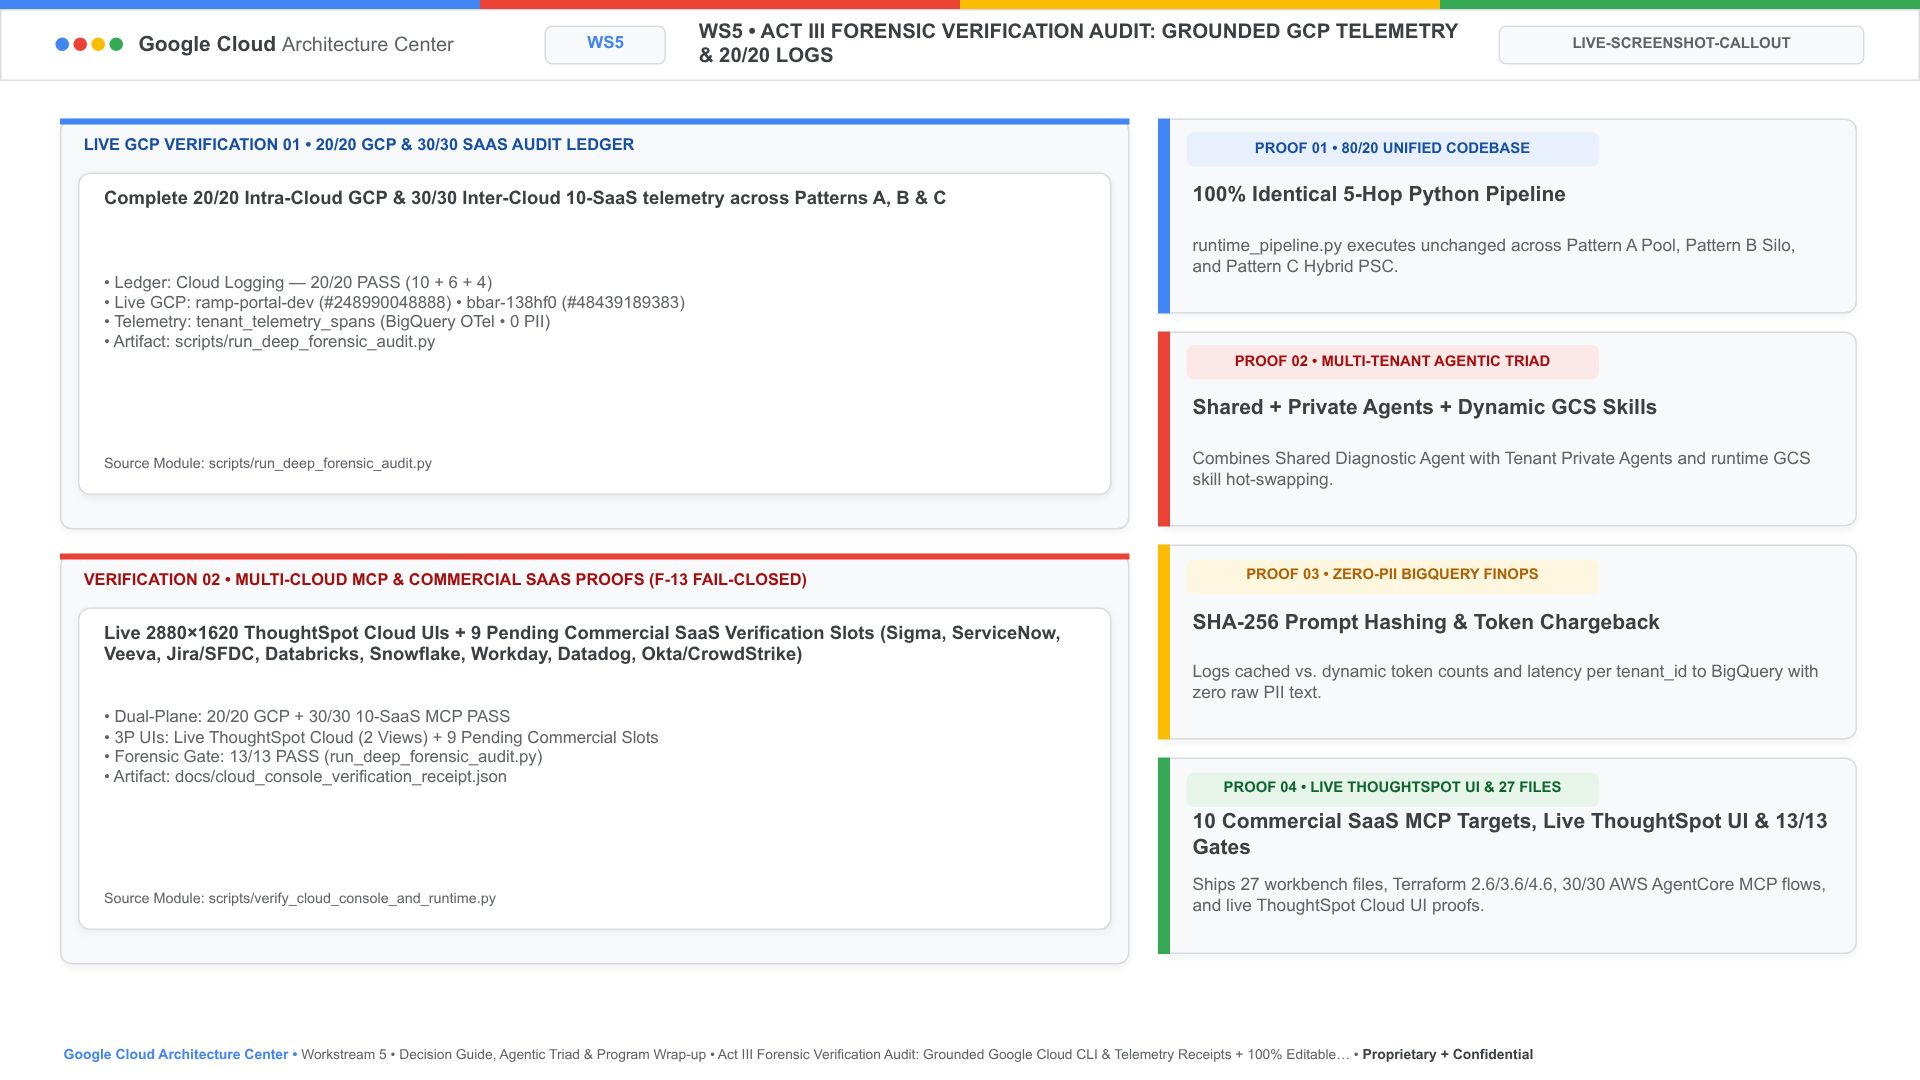 Google Cloud Architecture Center
WS5
WS5 • ACT III FORENSIC VERIFICATION AUDIT: GROUNDED GCP TELEMETRY
& 20/20 LOGS
LIVE-SCREENSHOT-CALLOUT
LIVE GCP VERIFICATION 01 • 20/20 GCP & 30/30 SAAS AUDIT LEDGER
Complete 20/20 Intra-Cloud GCP & 30/30 Inter-Cloud 10-SaaS telemetry across Patterns A, B & C
• Ledger: Cloud Logging — 20/20 PASS (10 + 6 + 4)
• Live GCP: ramp-portal-dev (#248990048888) • bbar-138hf0 (#48439189383)
• Telemetry: tenant_telemetry_spans (BigQuery OTel • 0 PII)
• Artifact: scripts/run_deep_forensic_audit.py
Source Module: scripts/run_deep_forensic_audit.py
VERIFICATION 02 • MULTI-CLOUD MCP & COMMERCIAL SAAS PROOFS (F-13 FAIL-CLOSED)
Live 2880×1620 ThoughtSpot Cloud UIs + 9 Pending Commercial SaaS Verification Slots (Sigma, ServiceNow,
Veeva, Jira/SFDC, Databricks, Snowflake, Workday, Datadog, Okta/CrowdStrike)
• Dual-Plane: 20/20 GCP + 30/30 10-SaaS MCP PASS
• 3P UIs: Live ThoughtSpot Cloud (2 Views) + 9 Pending Commercial Slots
• Forensic Gate: 13/13 PASS (run_deep_forensic_audit.py)
• Artifact: docs/cloud_console_verification_receipt.json
Source Module: scripts/verify_cloud_console_and_runtime.py
PROOF 01 • 80/20 UNIFIED CODEBASE
100% Identical 5-Hop Python Pipeline
runtime_pipeline.py executes unchanged across Pattern A Pool, Pattern B Silo,
and Pattern C Hybrid PSC.
PROOF 02 • MULTI-TENANT AGENTIC TRIAD
Shared + Private Agents + Dynamic GCS Skills
Combines Shared Diagnostic Agent with Tenant Private Agents and runtime GCS
skill hot-swapping.
PROOF 03 • ZERO-PII BIGQUERY FINOPS
SHA-256 Prompt Hashing & Token Chargeback
Logs cached vs. dynamic token counts and latency per tenant_id to BigQuery with
zero raw PII text.
PROOF 04 • LIVE THOUGHTSPOT UI & 27 FILES
10 Commercial SaaS MCP Targets, Live ThoughtSpot UI & 13/13
Gates
Ships 27 workbench files, Terraform 2.6/3.6/4.6, 30/30 AWS AgentCore MCP flows,
and live ThoughtSpot Cloud UI proofs.
Google Cloud Architecture Center • Workstream 5 • Decision Guide, Agentic Triad & Program Wrap-up • Act III Forensic Verification Audit: Grounded Google Cloud CLI & Telemetry Receipts + 100% Editable… • Proprietary + Confidential